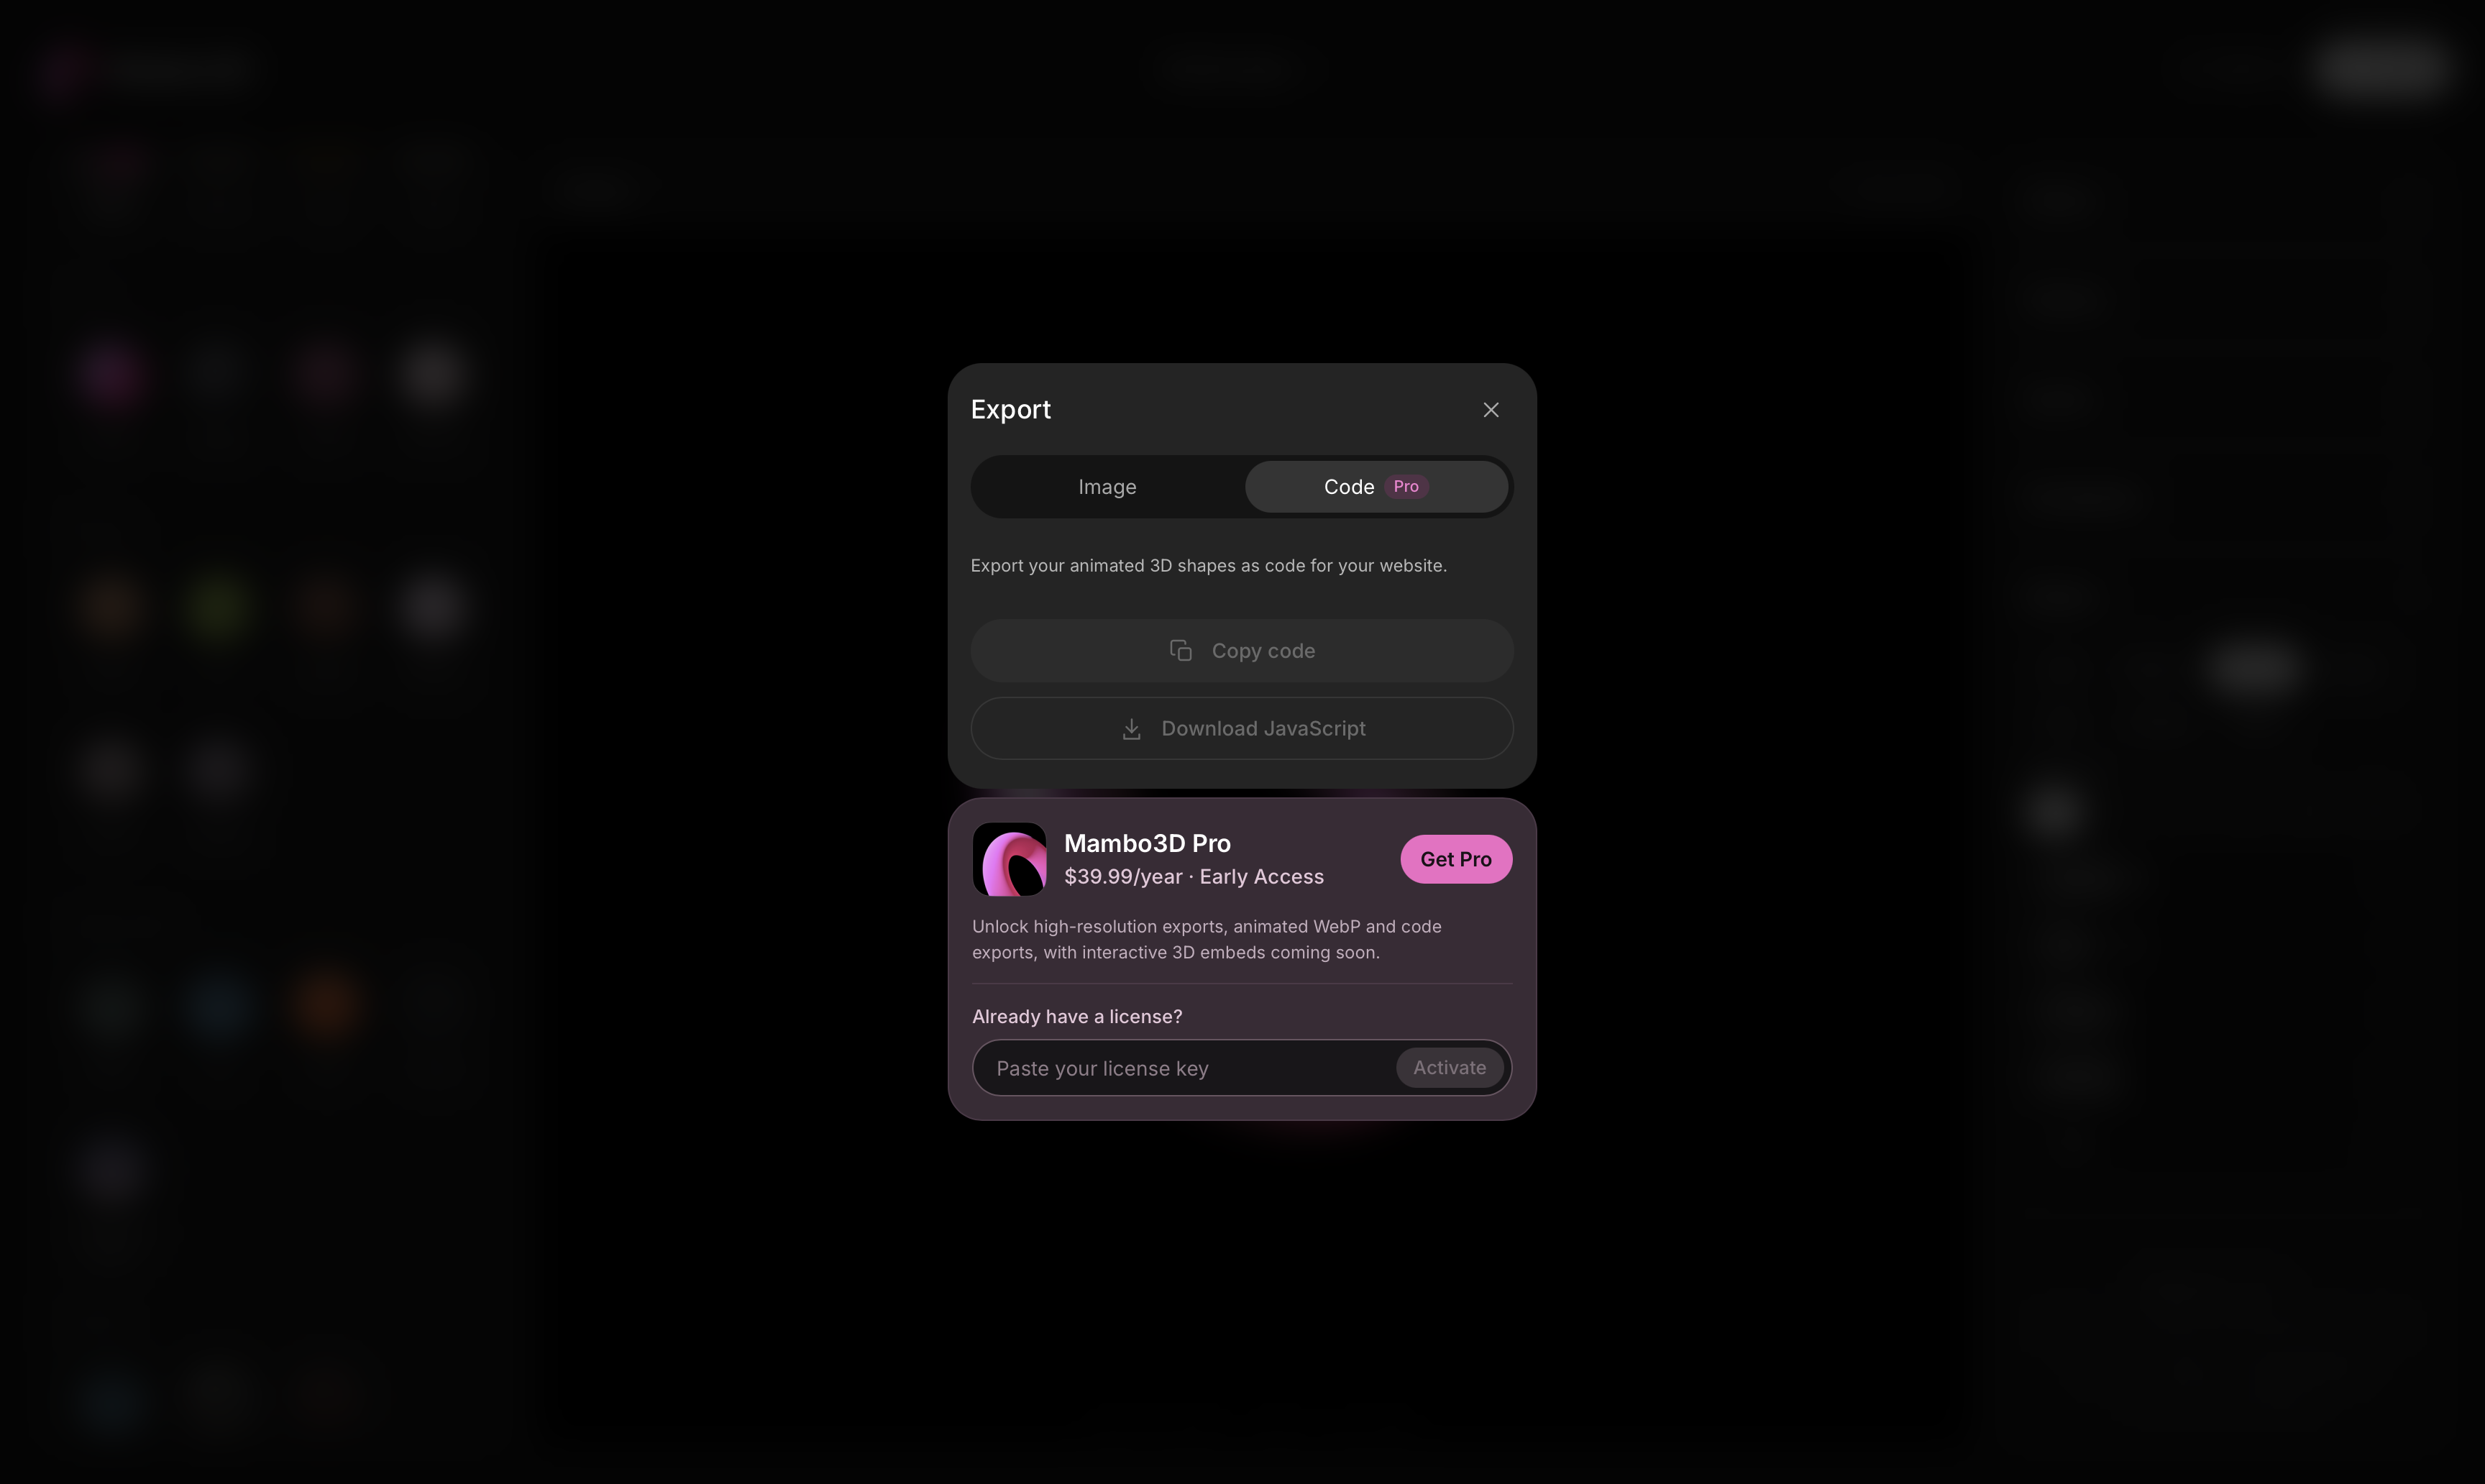 Export
Image
Code Pro
Export your animated 3D shapes as code for your website.
Copy code
Download JavaScript
Mambo3D Pro
$39.99/year · Early Access
Get Pro
Unlock high-resolution exports, animated WebP and code
exports, with interactive 3D embeds coming soon.
Already have a license?
Paste your license key
Activate